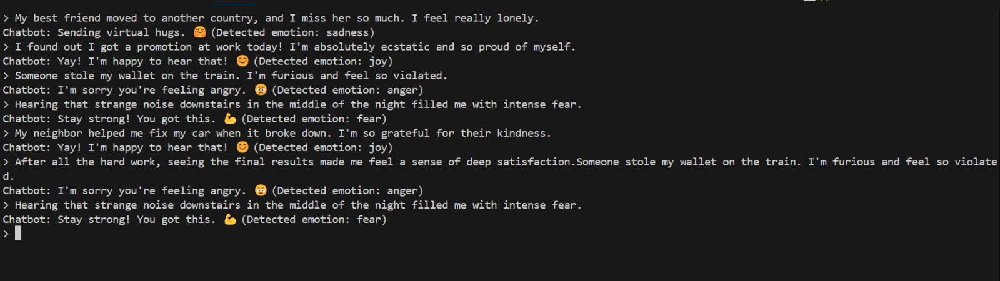 > My best friend moved to another country, and I miss her so much. I feel really lonely.
Chatbot: Sending virtual hugs. 🤗 (Detected emotion: sadness)
> I found out I got a promotion at work today! I'm absolutely ecstatic and so proud of myself.
Chatbot: Yay! I'm happy to hear that! 😊 (Detected emotion: joy)
> Someone stole my wallet on the train. I'm furious and feel so violated.
Chatbot: I'm sorry you're feeling angry. 😠 (Detected emotion: anger)
> Hearing that strange noise downstairs in the middle of the night filled me with intense fear.
Chatbot: Stay strong! You got this. 💪 (Detected emotion: fear)
> My neighbor helped me fix my car when it broke down. I'm so grateful for their kindness.
Chatbot: Yay! I'm happy to hear that! 😊 (Detected emotion: joy)
> After all the hard work, seeing the final results made me feel a sense of deep satisfaction.Someone stole my wallet on the train. I'm furious and feel so violate
d.
Chatbot: I'm sorry you're feeling angry. 😠 (Detected emotion: anger)
> Hearing that strange noise downstairs in the middle of the night filled me with intense fear.
Chatbot: Stay strong! You got this. 💪 (Detected emotion: fear)
>